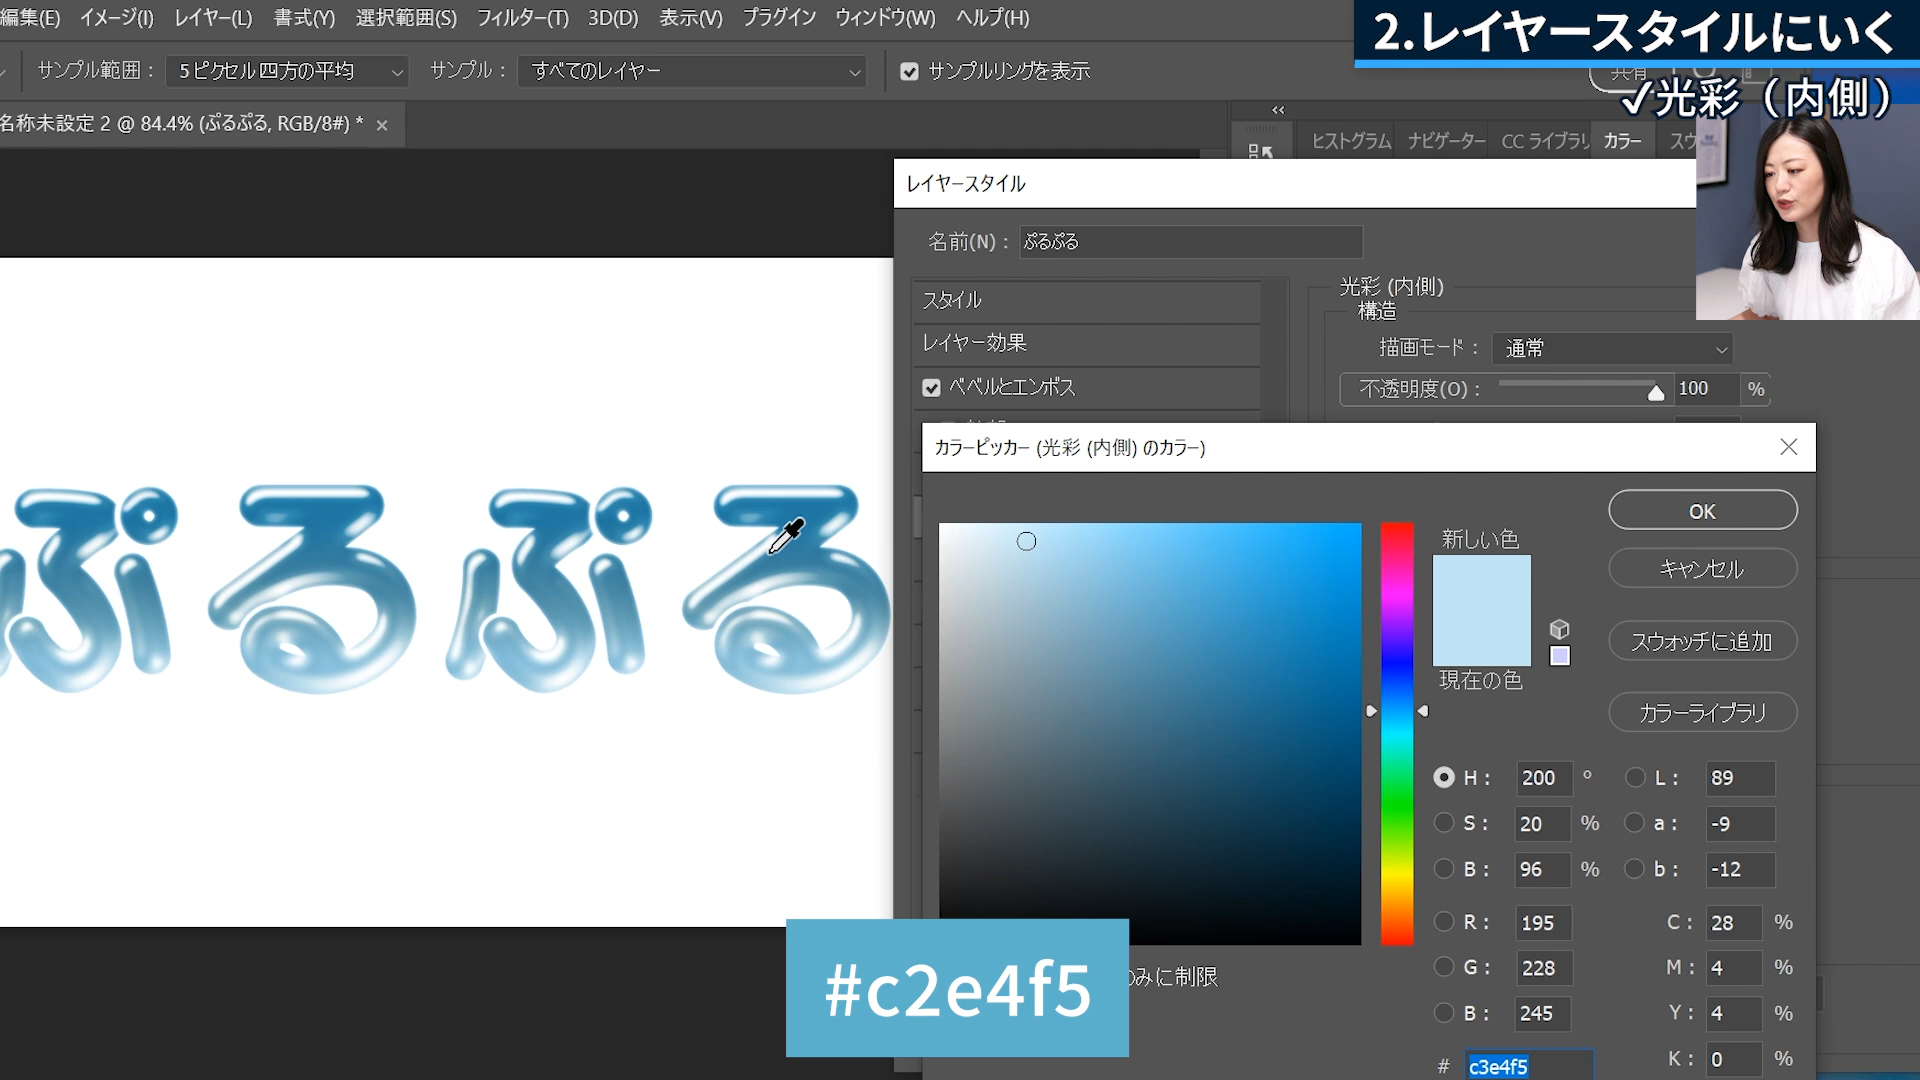 編集(E) イメージ(I) レイヤー(L) 書式(Y) 選択範囲(S) フィルター(T) 3D(D) 表示(V) プラグイン ウィンドウ(W) ヘルプ(H)
2.レイヤースタイルにいく
サンプル範囲： 5 ピクセル四方の平均 サンプル： すべてのレイヤー サンプルリングを表示
共有
✓光彩（内側）
名称未設定 2 @ 84.4% (ぷるぷる, RGB/8#) * ×
ヒストグラム ナビゲーター CC ライブラリ カラー スウ
レイヤースタイル
名前(N)： ぷるぷる
スタイル
レイヤー効果
ベベルとエンボス
光彩 (内側)
構造
描画モード： 通常
不透明度(O)： 100 %
カラーピッカー (光彩 (内側) のカラー)
ぷるぷる
新しい色
現在の色
OK
キャンセル
スウォッチに追加
カラーライブラリ
H： 200 ° L： 89
S： 20 % a： -9
B： 96 % b： -12
R： 195 C： 28 %
G： 228 M： 4 %
B： 245 Y： 4 %
# c3e4f5 K： 0 %
のみに制限
#c2e4f5